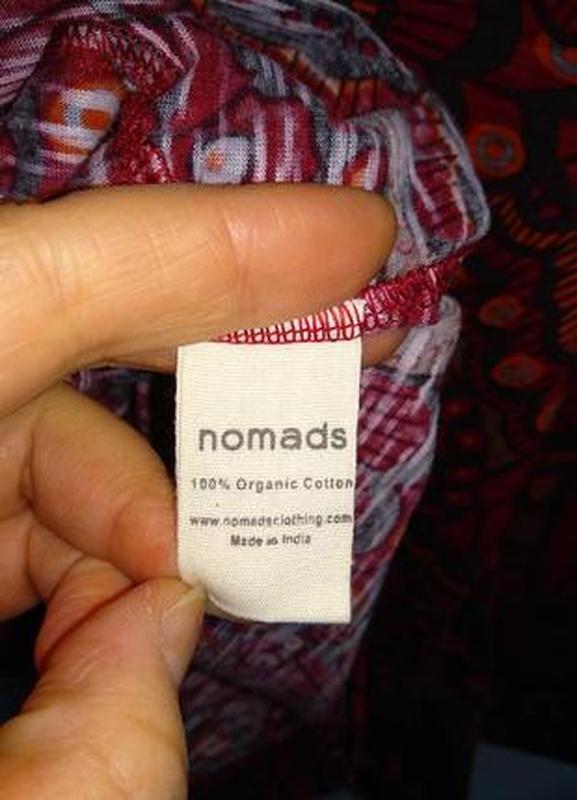 nomads
100% Organic Cotton
www.nomadsclothing.com
Made in India